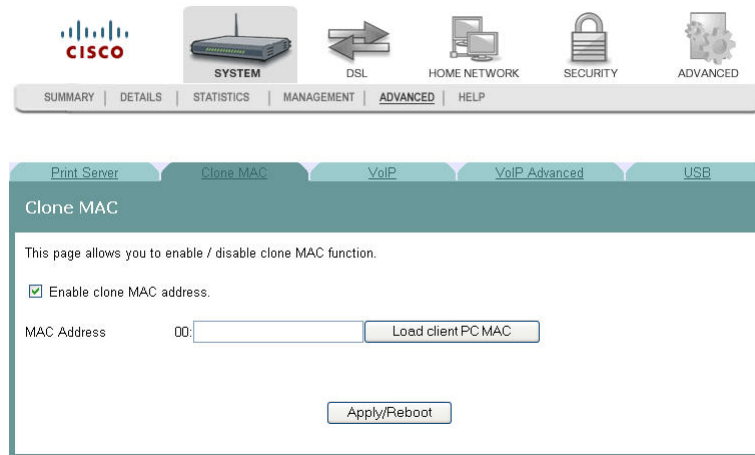 CISCO
SYSTEM
DSL
HOME NETWORK
SECURITY
ADVANCED
SUMMARY | DETAILS | STATISTICS | MANAGEMENT | ADVANCED | HELP
Print Server
Clone MAC
VoIP
VoIP Advanced
USB
Clone MAC
This page allows you to enable / disable clone MAC function.
Enable clone MAC address.
MAC Address 00: Load client PC MAC
Apply/Reboot